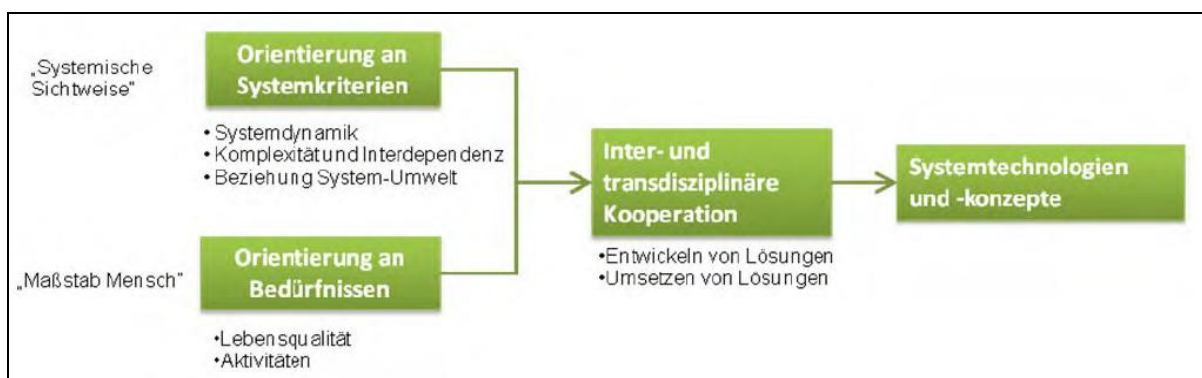 „Systemische
Sichtweise"
Orientierung an
Systemkriterien
• Systemdynamik
• Komplexität und Interdependenz
• Beziehung System-Umwelt
„Maßstab Mensch"
Orientierung an
Bedürfnissen
•Lebensqualität
•Aktivitäten
Inter- und
transdisziplinäre
Kooperation
•Entwickeln von Lösungen
•Umsetzen von Lösungen
Systemtechnologien
und -konzepte